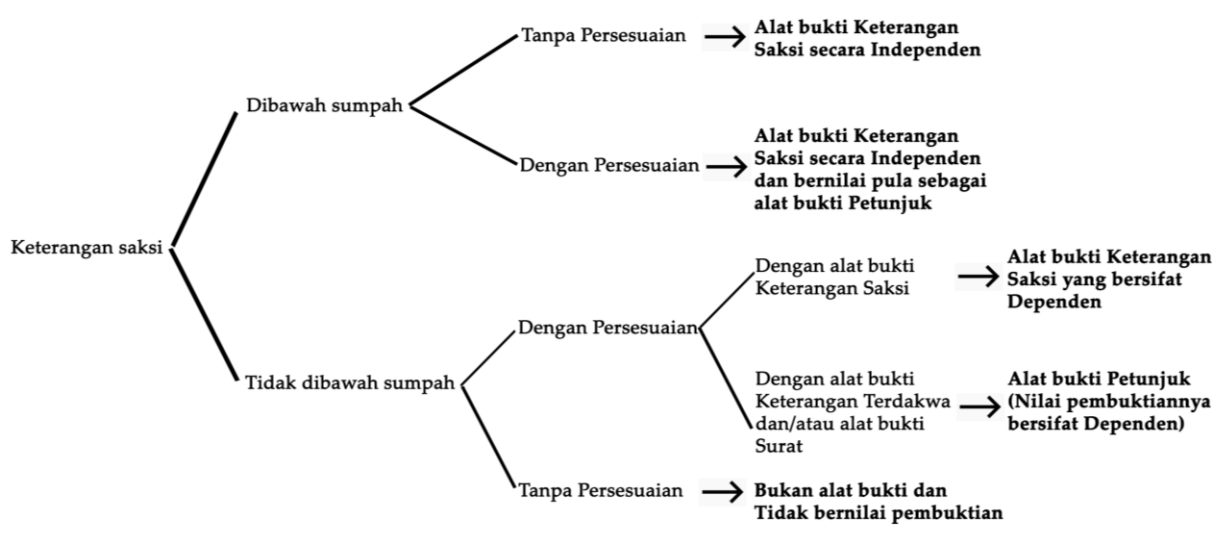 Keterangan saksi
Dibawah sumpah
Tanpa Persesuaian
Alat bukti Keterangan
Saksi secara Independen
Dengan Persesuaian
Alat bukti Keterangan
Saksi secara Independen
dan bernilai pula sebagai
alat bukti Petunjuk
Tidak dibawah sumpah
Dengan Persesuaian
Dengan alat bukti
Keterangan Saksi
Alat bukti Keterangan
Saksi yang bersifat
Dependen
Dengan alat bukti
Keterangan Terdakwa
dan/atau alat bukti
Surat
Alat bukti Petunjuk
(Nilai pembuktiannya
bersifat Dependen)
Tanpa Persesuaian
Bukan alat bukti dan
Tidak bernilai pembuktian